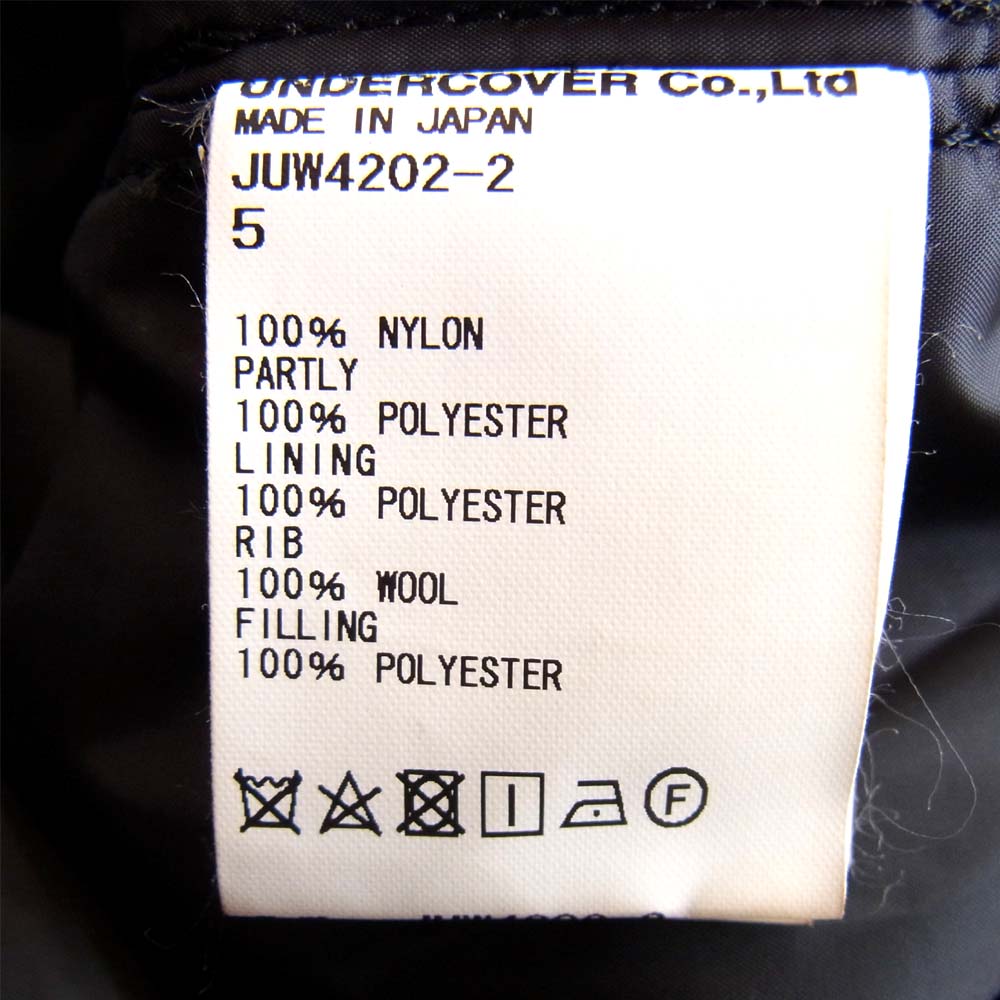 UNDERCOVER Co.,Ltd
MADE IN JAPAN
JUW4202-2
5
100% NYLON
PARTLY
100% POLYESTER
LINING
100% POLYESTER
RIB
100% WOOL
FILLING
100% POLYESTER
F